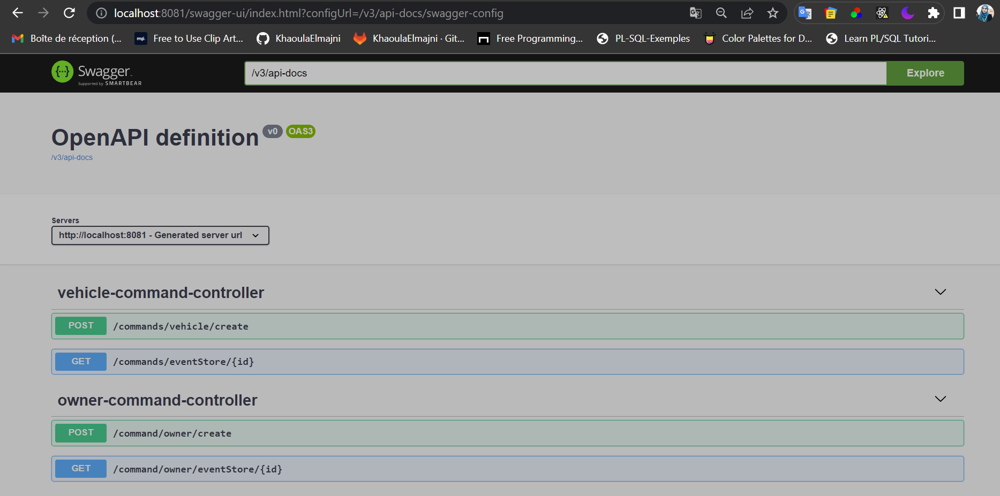 localhost:8081/swagger-ui/index.html?configUrl=/v3/api-docs/swagger-config
Boîte de réception (... Free to Use Clip Art... KhaoulaElmajni KhaoulaElmajni · Git... Free Programming... PL-SQL-Exemples Color Palettes for D... Learn PL/SQL Tutori...
Swagger
Supported by SMARTBEAR
/v3/api-docs
Explore
OpenAPI definition v0 OAS3
/v3/api-docs
Servers
http://localhost:8081 - Generated server url
vehicle-command-controller
POST /commands/vehicle/create
GET /commands/eventStore/{id}
owner-command-controller
POST /command/owner/create
GET /command/owner/eventStore/{id}